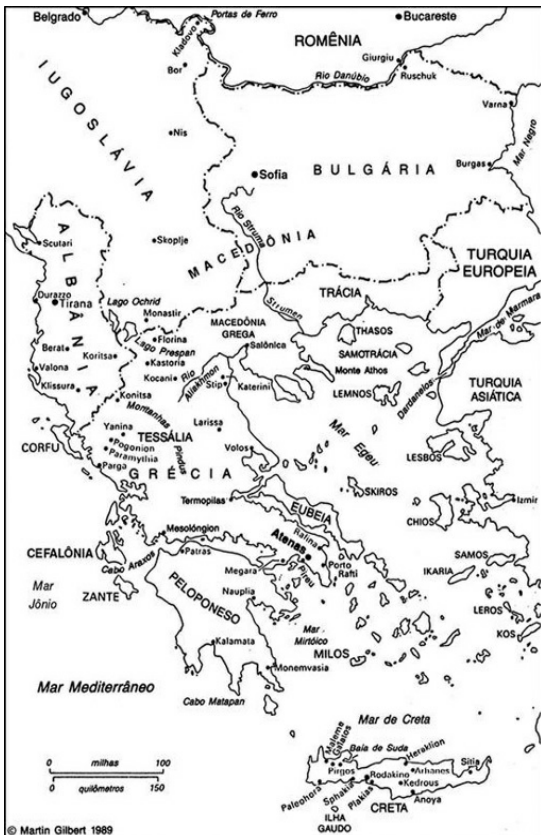 Belgrado
Portas de Ferro
Kladovo
Bucareste
ROMÊNIA
Bor
Giurgiu
Ruschuk
Rio Danúbio
IUGOSLÁVIA
Varna
Mar Negro
Nis
Burgas
BULGÁRIA
Sofia
Rio Struma
MACEDÔNIA
Skoplje
Scutari
ALBÂNIA
TURQUIA
EUROPEIA
Durazzo
Tirana
Lago Ochrid
Monastir
TRÁCIA
Strumen
Mar de Marmara
MACEDÔNIA
GREGA
THASOS
Florina
Lago Prespan
Salônica
SAMOTRÁCIA
Berat
Koritsa
Kastoria
Monte Athos
Valona
Kocani
Rio
Aliakhmon
Stip
Katerini
LEMNOS
Dardanelos
TURQUIA
ASIÁTICA
Klissura
Konitsa
Montanhas
Pindus
Larissa
Mar Egeu
CORFU
Yanina
TESSÁLIA
Pogonion
Paramythia
Volos
LESBOS
Parga
GRÉCIA
SKIROS
Termopilas
EUBEIA
Izmir
CHIOS
Mesolóngion
Rafina
Atenas
CEFALÔNIA
Cabo Araxos
Patras
Megara
Pireu
Porto
Rafti
SAMOS
IKARIA
Mar
Jônio
ZANTE
PELOPONESO
Nauplia
LEROS
Mar
Mirtóico
KOS
Kalamata
MILOS
Monemvasia
Mar Mediterrâneo
Cabo Matapan
Mar de Creta
Maleme
Galatos
Baía de Suda
Heraklion
0 milhas 100
Pirgos
Rodakino
Arhanes
Sitia
0 quilômetros 150
Paleohora
Sphakia
Plakias
Kedrous
Anoya
CRETA
ILHA
GAUDO
© Martin Gilbert 1989